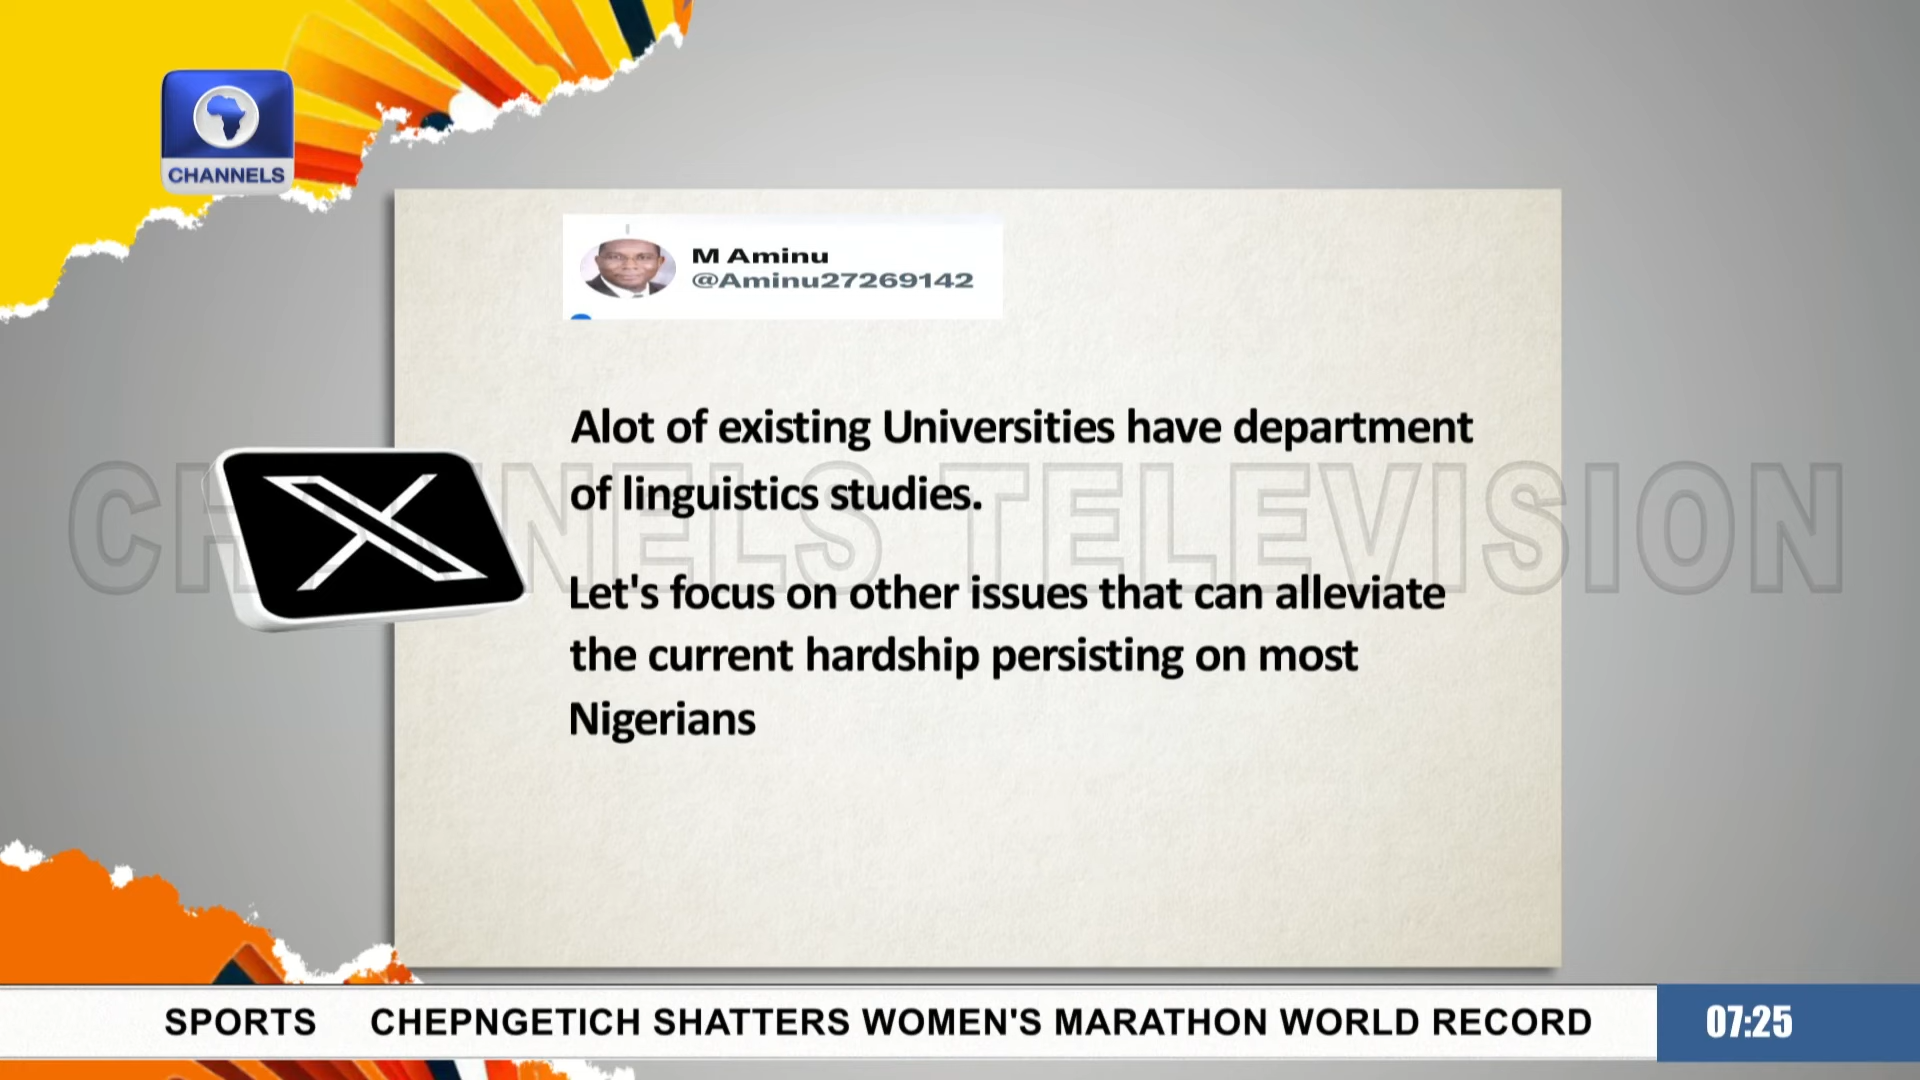 CHANNELS
M Aminu
@Aminu27269142
Alot of existing Universities have department
of linguistics studies.
CHANNELS TELEVISION
Let's focus on other issues that can alleviate
the current hardship persisting on most
Nigerians
SPORTS CHEPNGETICH SHATTERS WOMEN'S MARATHON WORLD RECORD
07:25